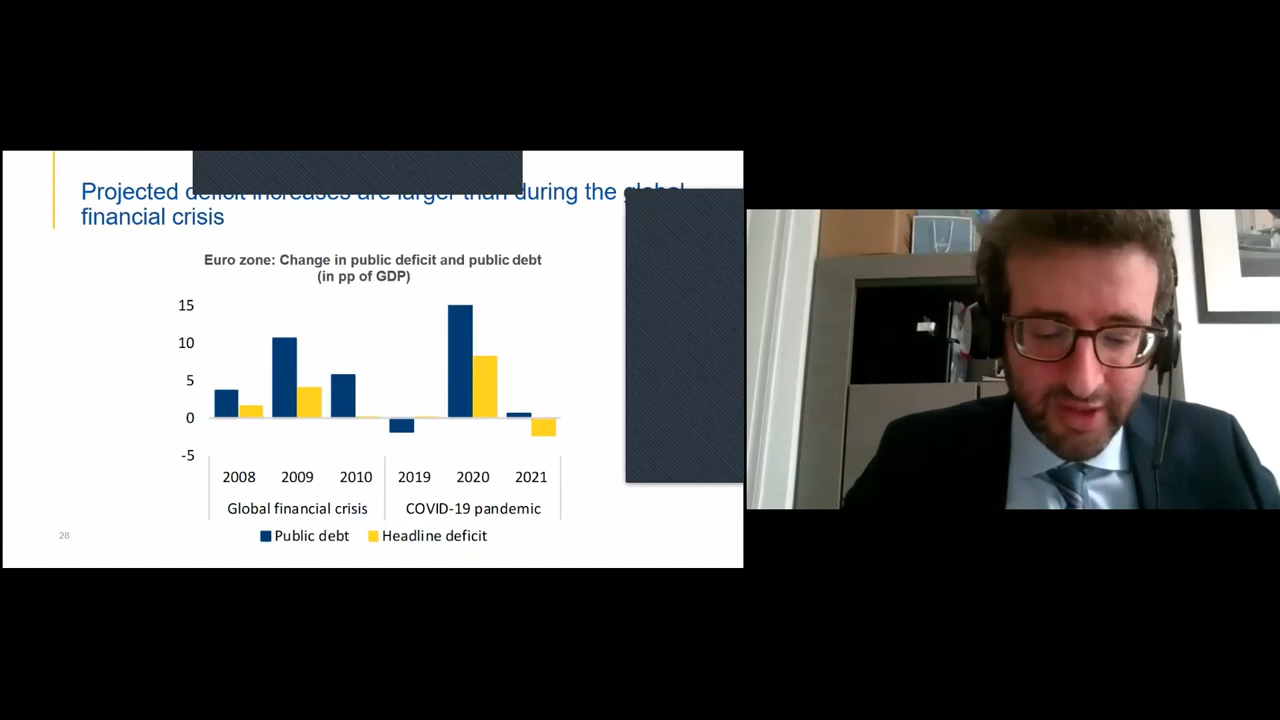 Projected deficit increases are larger than during the global
financial crisis
Euro zone: Change in public deficit and public debt
(in pp of GDP)
15
10
5
0
-5
2008 2009 2010 2019 2020 2021
Global financial crisis COVID-19 pandemic
Public debt Headline deficit
28